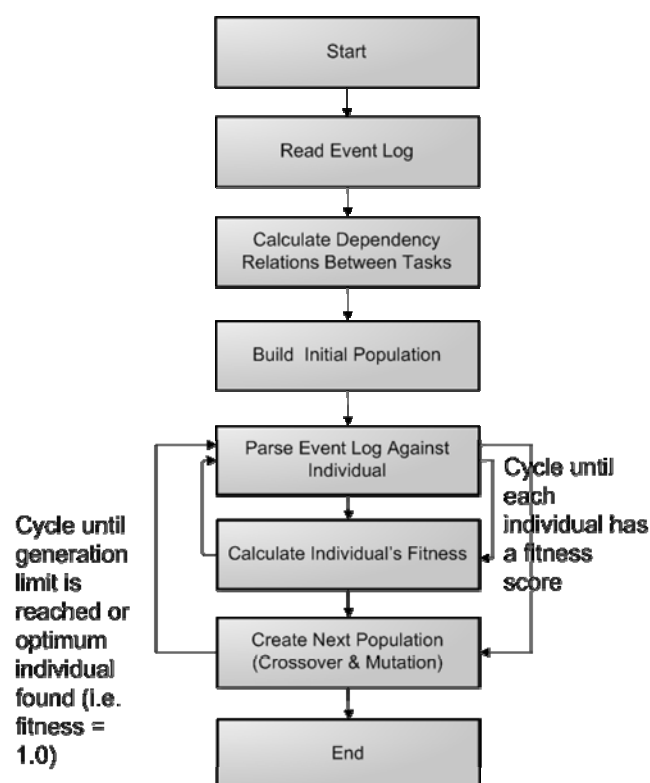 Start
Read Event Log
Calculate Dependency
Relations Between Tasks
Build Initial Population
Parse Event Log Against
Individual
Calculate Individual's Fitness
Create Next Population
(Crossover & Mutation)
End
Cycle until
each
individual has
a fitness
score
Cycle until
generation
limit is
reached or
optimum
individual
found (i.e.
fitness =
1.0)